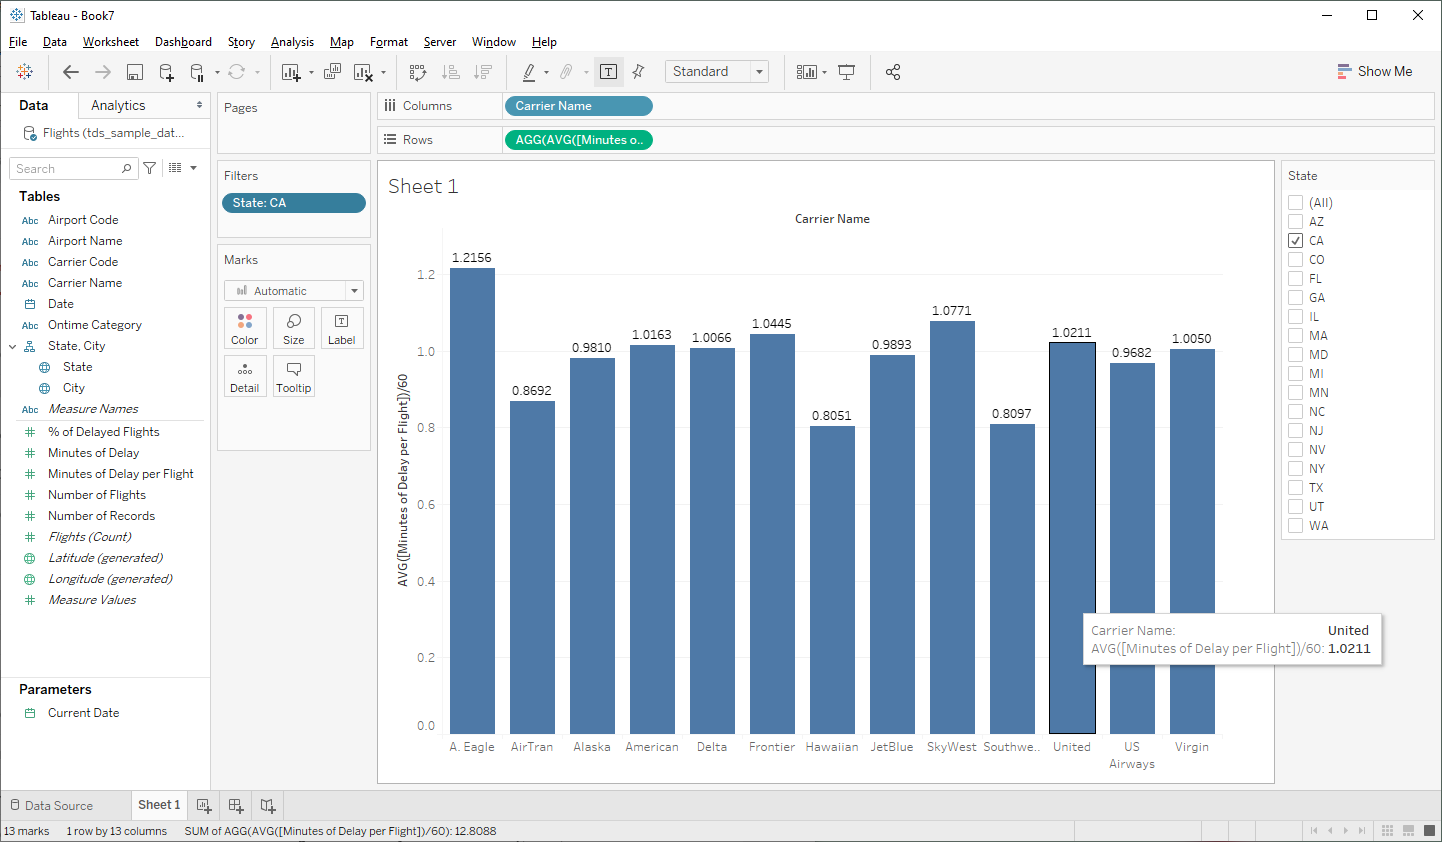 Tableau - Book7
File Data Worksheet Dashboard Story Analysis Map Format Server Window Help
Standard
Show Me
Data Analytics
Flights (tds_sample_dat...
Search
Tables
Abc Airport Code
Abc Airport Name
Abc Carrier Code
Abc Carrier Name
Date
Abc Ontime Category
State, City
State
City
Abc Measure Names
# % of Delayed Flights
# Minutes of Delay
# Minutes of Delay per Flight
# Number of Flights
# Number of Records
# Flights (Count)
Latitude (generated)
Longitude (generated)
# Measure Values
Parameters
Current Date
Pages
Filters
State: CA
Marks
Automatic
Color Size Label
Detail Tooltip
Columns Carrier Name
Rows AGG(AVG([Minutes o..
Sheet 1
Carrier Name
AVG([Minutes of Delay per Flight])/60
1.2
1.0
0.8
0.6
0.4
0.2
0.0
1.2156
0.8692
0.9810
1.0163
1.0066
1.0445
0.8051
0.9893
1.0771
0.8097
1.0211
0.9682
1.0050
A. Eagle AirTran Alaska American Delta Frontier Hawaiian JetBlue SkyWest Southwe.. United US Airways Virgin
Carrier Name: United
AVG([Minutes of Delay per Flight])/60: 1.0211
State
(All)
AZ
CA
CO
FL
GA
IL
MA
MD
MI
MN
NC
NJ
NV
NY
TX
UT
WA
Data Source Sheet 1
13 marks 1 row by 13 columns SUM of AGG(AVG([Minutes of Delay per Flight])/60): 12.8088